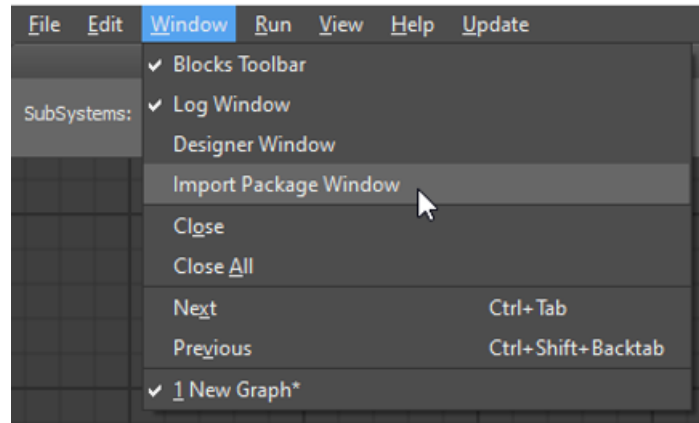 File Edit Window Run View Help Update
SubSystems:
Blocks Toolbar
Log Window
Designer Window
Import Package Window
Close
Close All
Next Ctrl+Tab
Previous Ctrl+Shift+Backtab
1 New Graph*